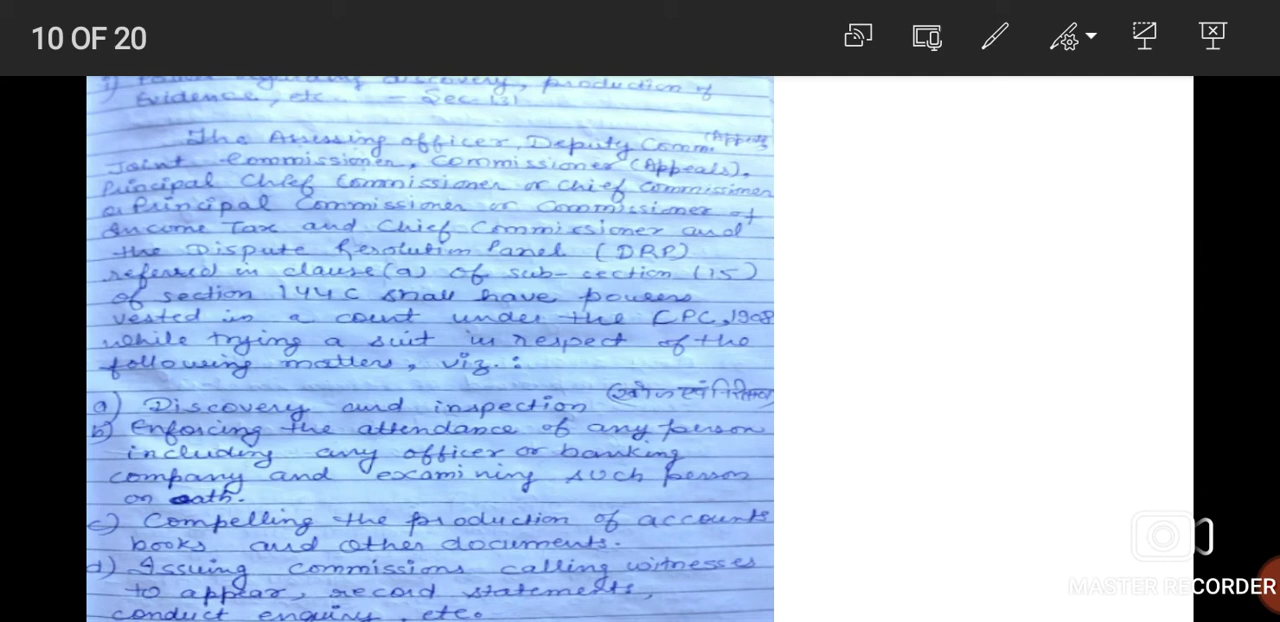 10 OF 20
discovery, production of
Evidence, etc - Sec 131
The Assessing officer, Deputy Comm. (Appeals)
Joint Commissioner, Commissioner (Appeals),
Principal Chief Commissioner or Chief Commissioner
or Principal Commissioner or Commissioner of
Income Tax and Chief Commissioner and
the Dispute Resolution Panel (DRP)
referred in clause (a) of sub-section (15)
of section 144C shall have powers
vested in a court under the CPC, 1908
while trying a suit in respect of the
following matters, viz. :
a) Discovery and inspection
b) Enforcing the attendance of any person
including any officer or banking
company and examining such person
on oath.
c) Compelling the production of accounts
books and other documents.
d) Issuing commissions calling witnesses
to appear, record statements,
conduct enquiry, etc.
MASTER RECORDER